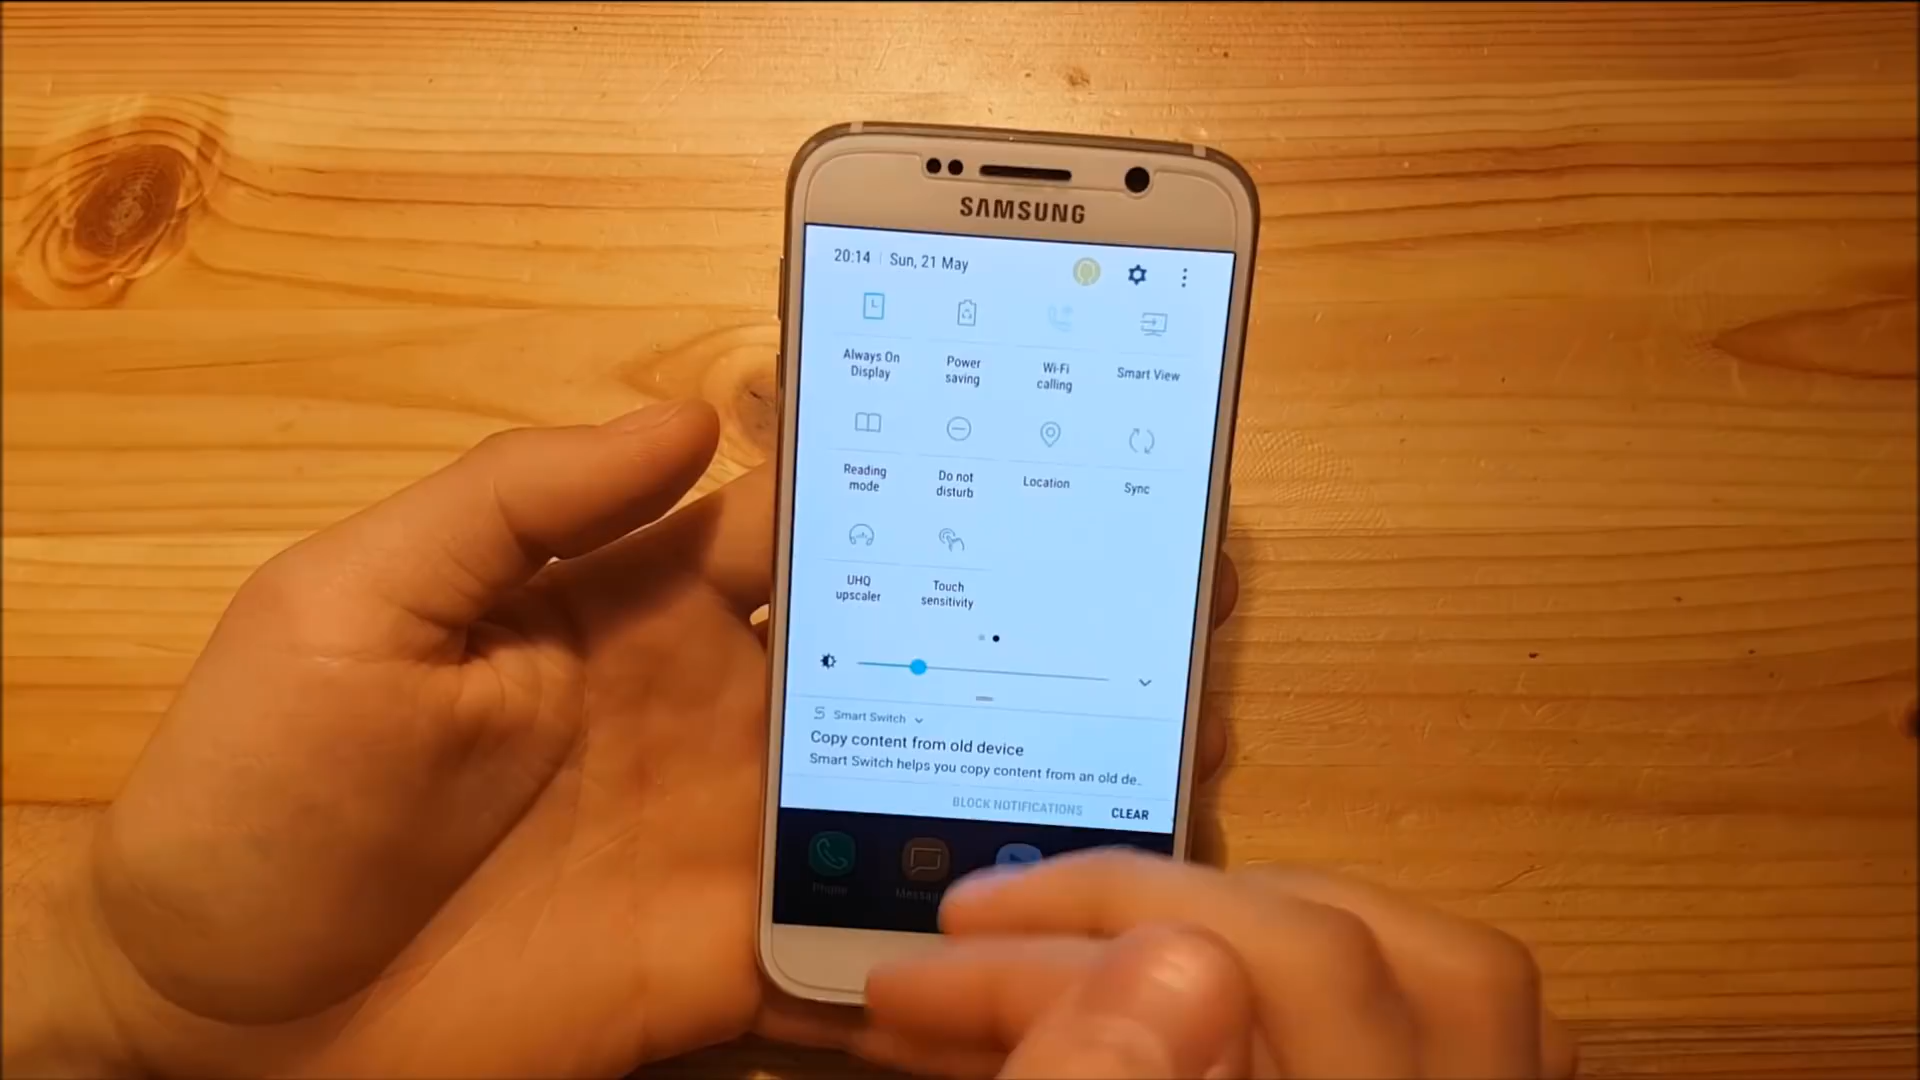 SAMSUNG
20:14 | Sun, 21 May
Always On
Display
Power
saving
Wi-Fi
calling
Smart View
Reading
mode
Do not
disturb
Location
Sync
UHQ
upscaler
Touch
sensitivity
Smart Switch
Copy content from old device
Smart Switch helps you copy content from an old de..
BLOCK NOTIFICATIONS CLEAR
Phone
Messag